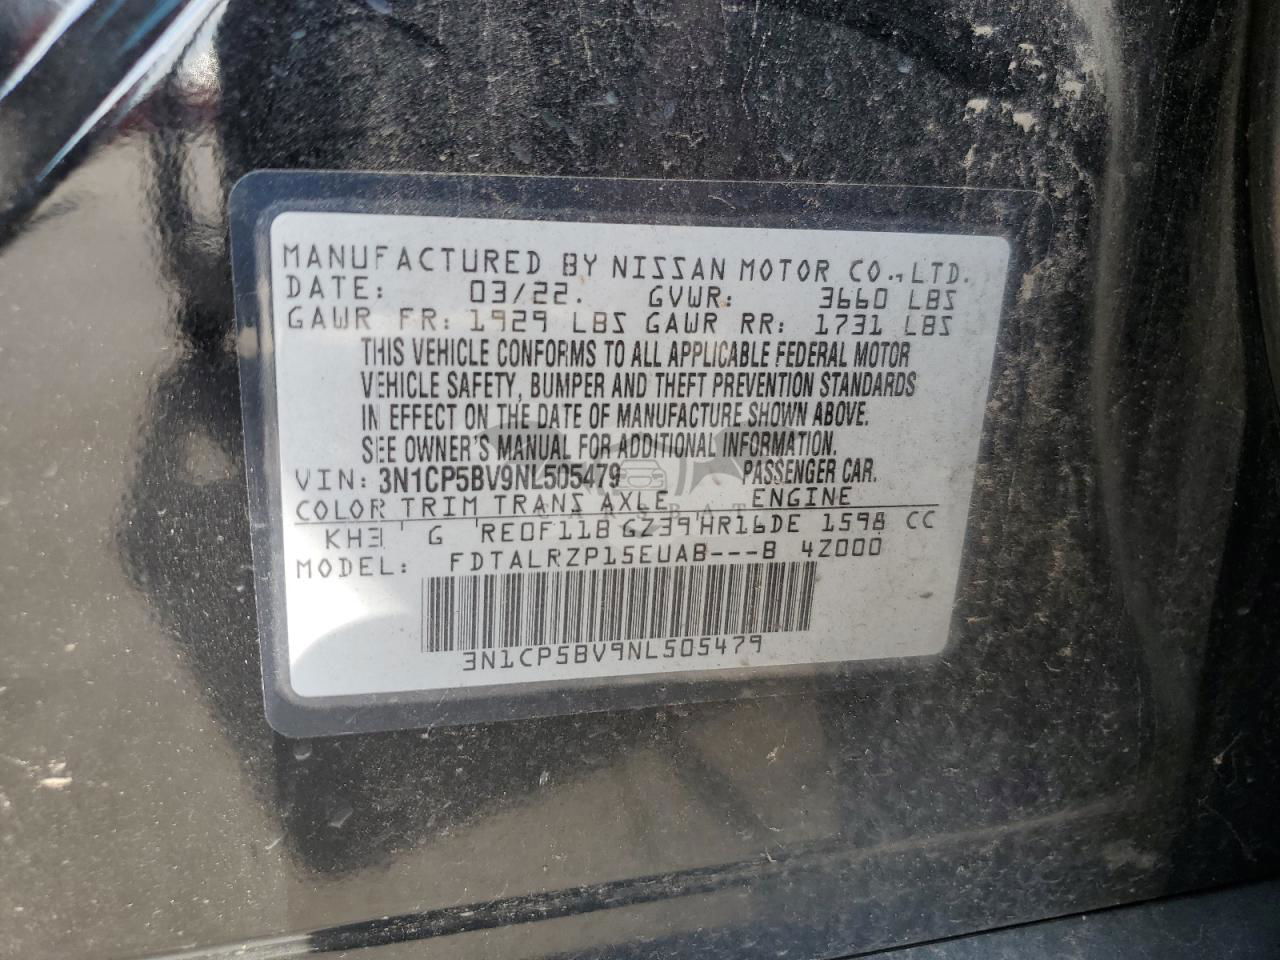 MANUFACTURED BY NISSAN MOTOR CO., LTD.
DATE: 03/22. GVWR: 3660 LBS
GAWR FR: 1929 LBS GAWR RR: 1731 LBS
THIS VEHICLE CONFORMS TO ALL APPLICABLE FEDERAL MOTOR
VEHICLE SAFETY, BUMPER AND THEFT PREVENTION STANDARDS
IN EFFECT ON THE DATE OF MANUFACTURE SHOWN ABOVE.
SEE OWNER'S MANUAL FOR ADDITIONAL INFORMATION.
VIN: 3N1CP5BV9NL505479 PASSENGER CAR.
COLOR TRIM TRANS AXLE ENGINE
KH3 G RE0F11B GZ39 HR16DE 1598 CC
MODEL: FDTALRZP15EUAB---B 4Z000
3N1CP5BV9NL505479